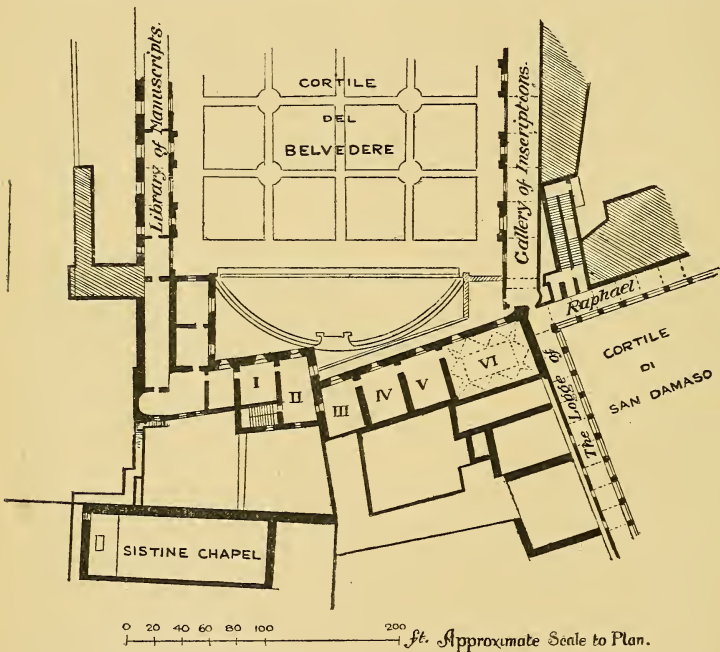 Library of Manuscripts.
CORTILE
DEL
BELVEDERE
Gallery of Inscriptions.
The Loggie of Raphael
CORTILE
DI
SAN DAMASO
I
II
III
IV
V
VI
SISTINE CHAPEL
0 20 40 60 80 100 200 ft. Approximate Scale to Plan.